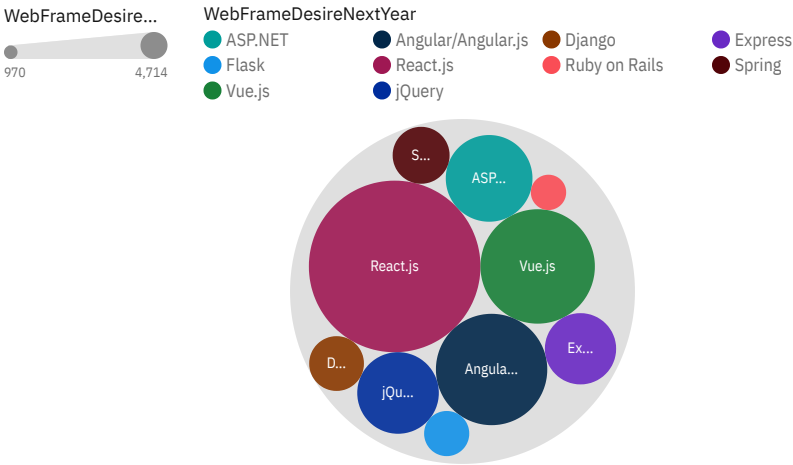 WebFrameDesire...
970
4,714
WebFrameDesireNextYear
ASP.NET
Angular/Angular.js
Django
Express
Flask
React.js
Ruby on Rails
Spring
Vue.js
jQuery
S...
ASP...
React.js
Vue.js
Ex...
D...
Angula...
jQu...